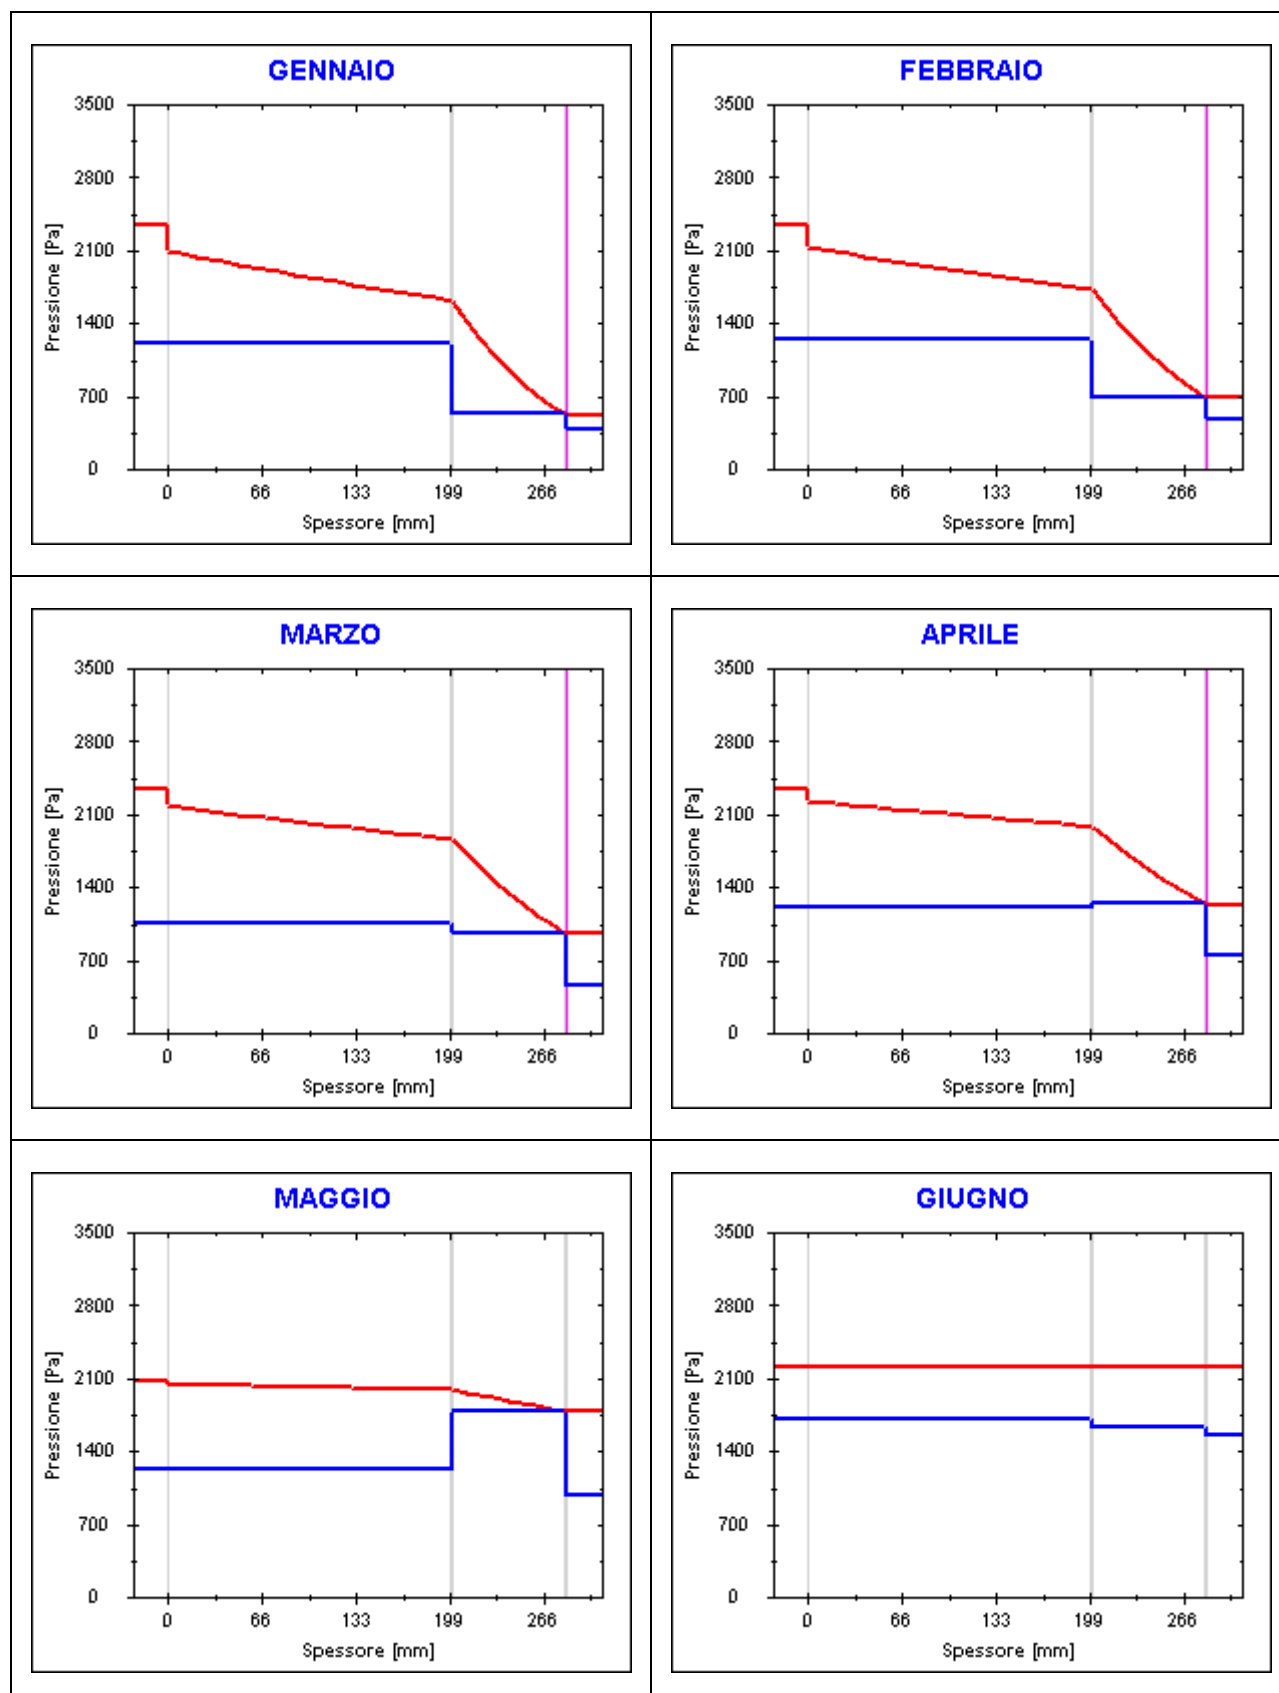 GENNAIO
3500
2800
2100
1400
700
0
Pressione [Pa]
0 66 133 199 266
Spessore [mm]
FEBBRAIO
3500
2800
2100
1400
700
0
Pressione [Pa]
0 66 133 199 266
Spessore [mm]
MARZO
3500
2800
2100
1400
700
0
Pressione [Pa]
0 66 133 199 266
Spessore [mm]
APRILE
3500
2800
2100
1400
700
0
Pressione [Pa]
0 66 133 199 266
Spessore [mm]
MAGGIO
3500
2800
2100
1400
700
0
Pressione [Pa]
0 66 133 199 266
Spessore [mm]
GIUGNO
3500
2800
2100
1400
700
0
Pressione [Pa]
0 66 133 199 266
Spessore [mm]